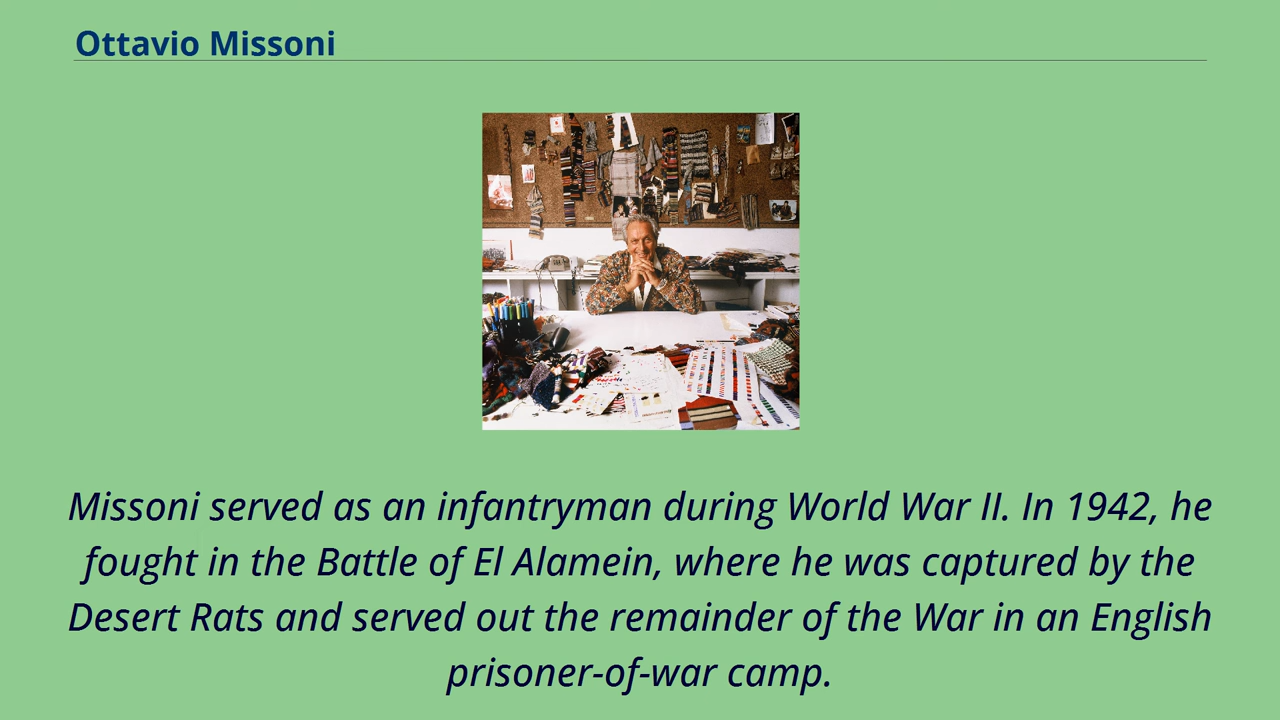 Ottavio Missoni
Missoni served as an infantryman during World War II. In 1942, he
fought in the Battle of El Alamein, where he was captured by the
Desert Rats and served out the remainder of the War in an English
prisoner-of-war camp.